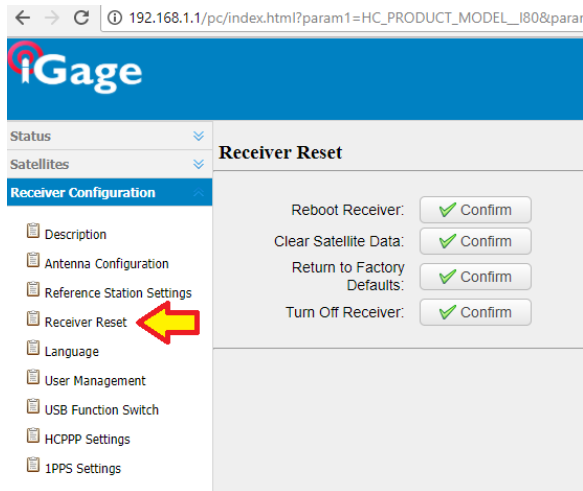 192.168.1.1/pc/index.html?param1=HC_PRODUCT_MODEL__I80&param
iGage
Status
Satellites
Receiver Configuration
Description
Antenna Configuration
Reference Station Settings
Receiver Reset
Language
User Management
USB Function Switch
HCPPP Settings
1PPS Settings
Receiver Reset
Reboot Receiver: Confirm
Clear Satellite Data: Confirm
Return to Factory
Defaults: Confirm
Turn Off Receiver: Confirm